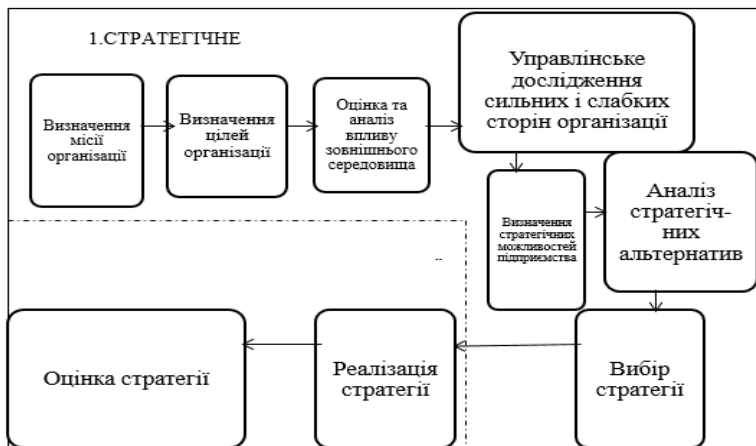 1.СТРАТЕГІЧНЕ
Визначення
місії
організації
Визначення
цілей
організації
Оцінка та
аналіз
впливу
зовнішнього
середовища
Управлінське
дослідження
сильних і слабких
сторін організації
Визначення
стратегічних
можливостей
підприємства
Аналіз
стратегіч-
них
альтернатив
..
Вибір
стратегії
Реалізація
стратегії
Оцінка стратегії